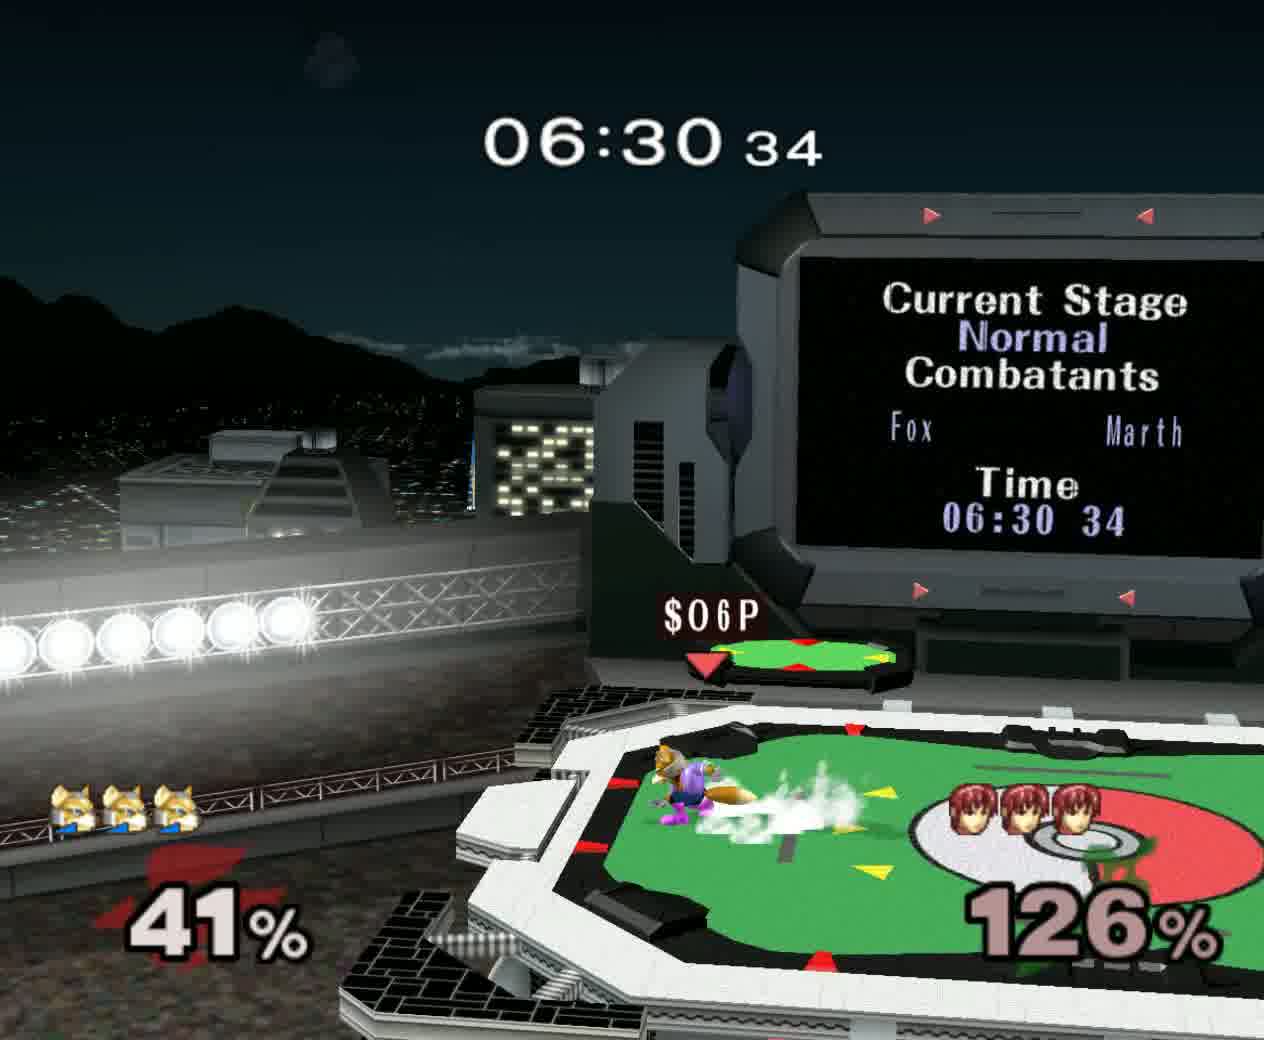 06:30 34
Current Stage
Normal
Combatants
Fox Marth
Time
06:30 34
$06P
41% 126%